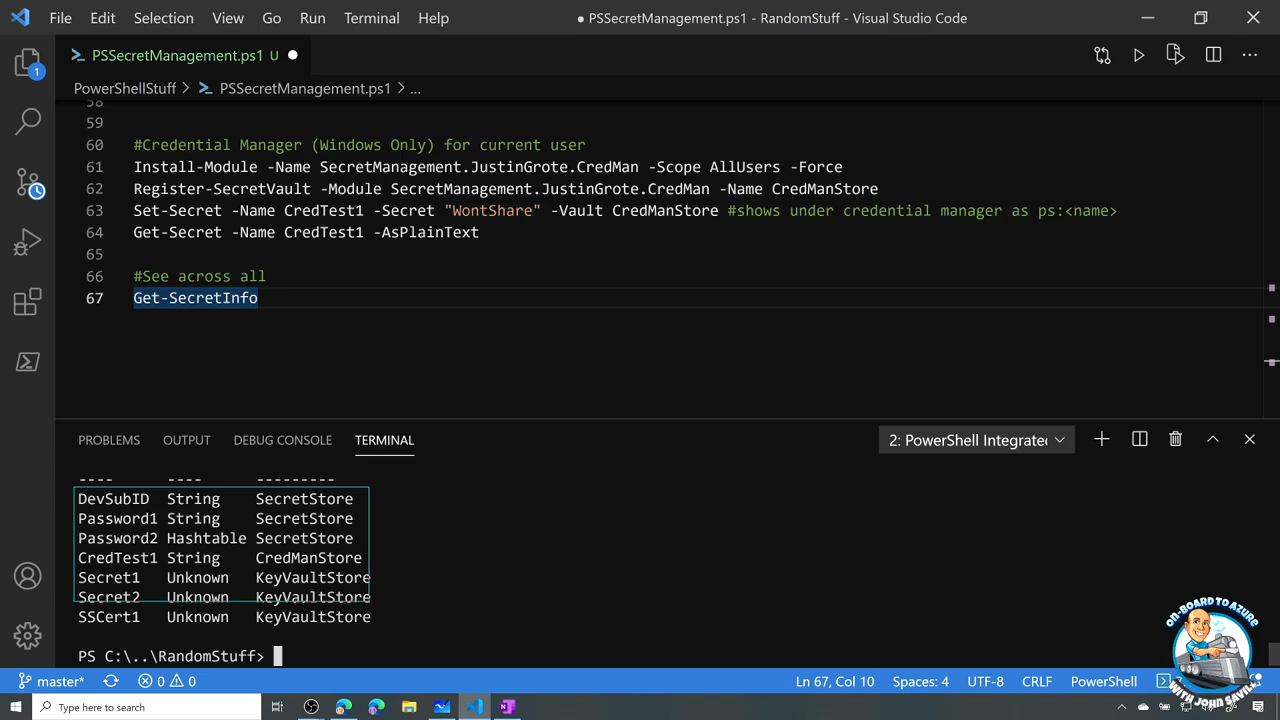 File Edit Selection View Go Run Terminal Help
● PSSecretManagement.ps1 - RandomStuff - Visual Studio Code
PSSecretManagement.ps1 U ●
PowerShellStuff > PSSecretManagement.ps1 > ...
1
58
59
60 #Credential Manager (Windows Only) for current user
61 Install-Module -Name SecretManagement.JustinGrote.CredMan -Scope AllUsers -Force
62 Register-SecretVault -Module SecretManagement.JustinGrote.CredMan -Name CredManStore
63 Set-Secret -Name CredTest1 -Secret "WontShare" -Vault CredManStore #shows under credential manager as ps:<name>
64 Get-Secret -Name CredTest1 -AsPlainText
65
66 #See across all
67 Get-SecretInfo
PROBLEMS OUTPUT DEBUG CONSOLE TERMINAL
2: PowerShell Integrated
---- ---- ---------
DevSubID String SecretStore
Password1 String SecretStore
Password2 Hashtable SecretStore
CredTest1 String CredManStore
Secret1 Unknown KeyVaultStore
Secret2 Unknown KeyVaultStore
SSCert1 Unknown KeyVaultStore
PS C:\..\RandomStuff>
ON-BOARD TO AZURE
WITH JOHN SAVILL
master* 0 0
Ln 67, Col 10 Spaces: 4 UTF-8 CRLF PowerShell
Type here to search